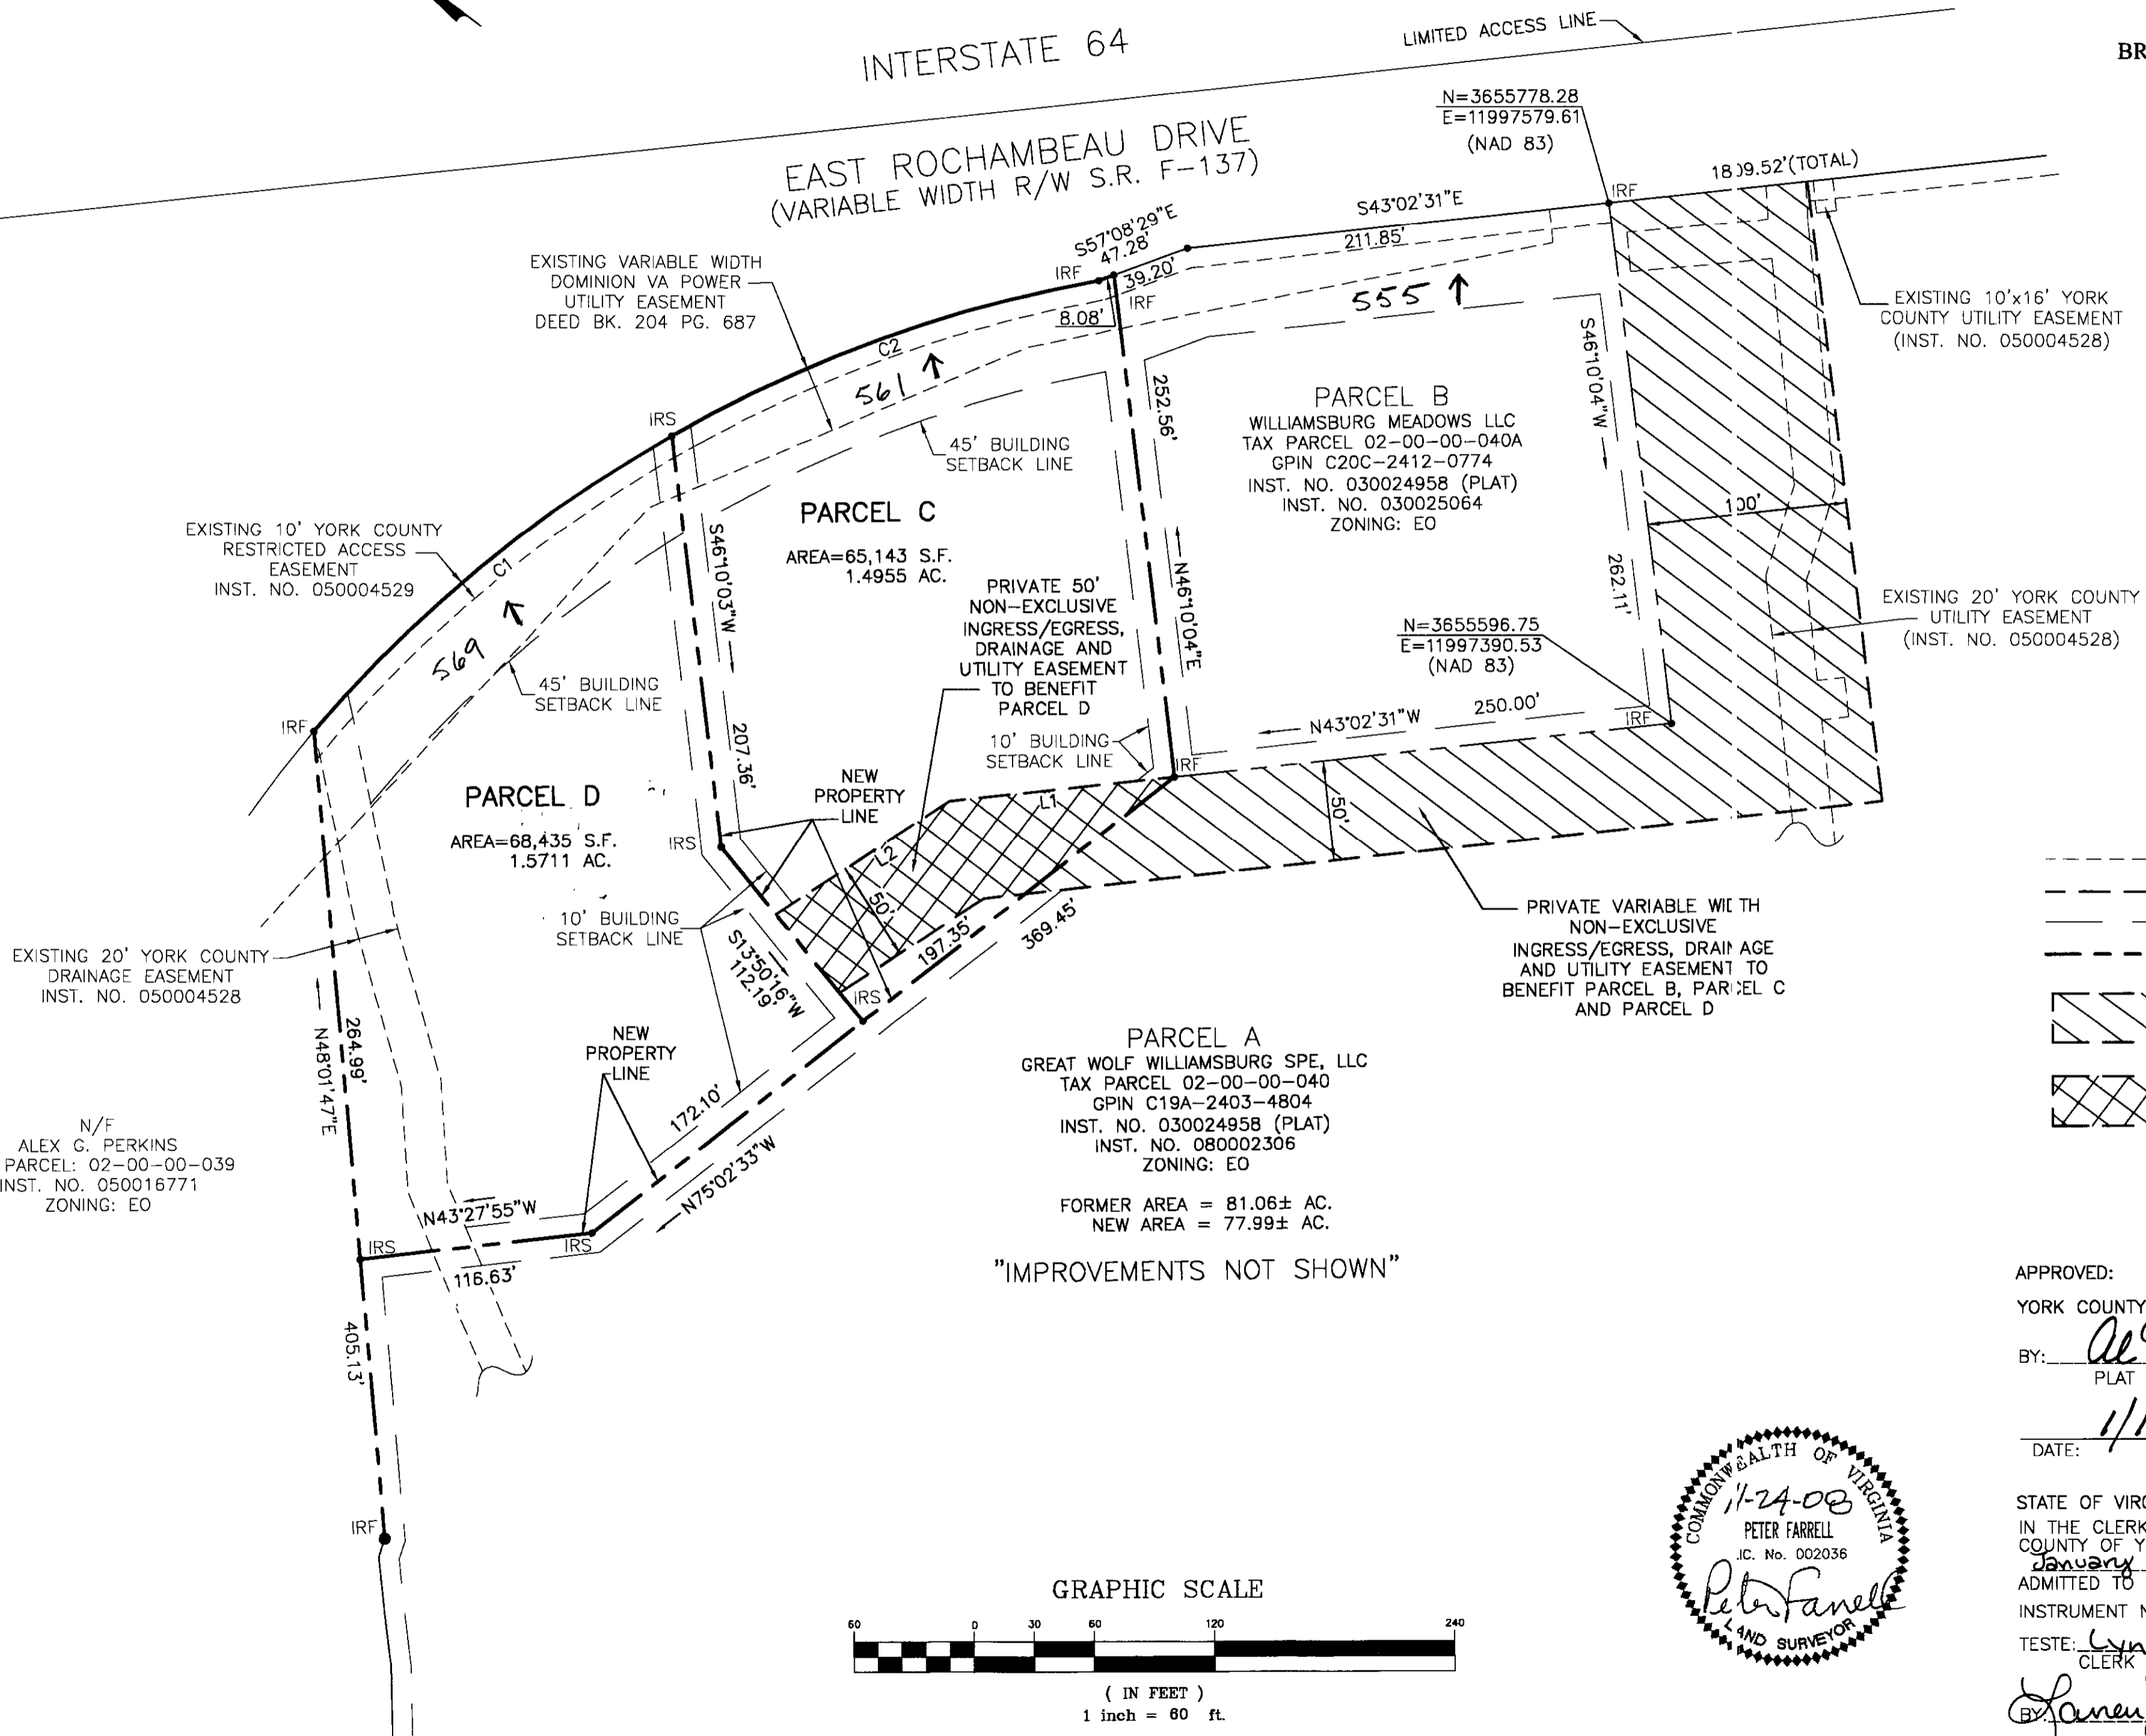 INTERSTATE 64
LIMITED ACCESS LINE
BR
EAST ROCHAMBEAU DRIVE
(VARIABLE WIDTH R/W S.R. F-137)
N=3655778.28
E=11997579.61
(NAD 83)
IRF
1809.52'(TOTAL)
S43°02'31"E
211.85'
S57°08'29"E
47.28'
39.20'
IRF
IRF
8.08'
555 ↑
EXISTING VARIABLE WIDTH
DOMINION VA POWER
UTILITY EASEMENT
DEED BK. 204 PG. 687
C2
561 ↑
IRS
45' BUILDING
SETBACK LINE
252.56'
PARCEL B
WILLIAMSBURG MEADOWS LLC
TAX PARCEL 02-00-00-040A
GPIN C20C-2412-0774
INST. NO. 030024958 (PLAT)
INST. NO. 030025064
ZONING: EO
S46°10'04"W
262.11'
EXISTING 10'x16' YORK
COUNTY UTILITY EASEMENT
(INST. NO. 050004528)
100'
EXISTING 10' YORK COUNTY
RESTRICTED ACCESS
EASEMENT
INST. NO. 050004529
C1
569 ↑
45' BUILDING
SETBACK LINE
IRF
S46°10'03"W
207.36'
PARCEL C
AREA=65,143 S.F.
1.4955 AC.
PRIVATE 50'
NON-EXCLUSIVE
INGRESS/EGRESS,
DRAINAGE AND
UTILITY EASEMENT
TO BENEFIT
PARCEL D
N46°10'04"E
10' BUILDING
SETBACK LINE
N=3655596.75
E=11997390.53
(NAD 83)
EXISTING 20' YORK COUNTY
UTILITY EASEMENT
(INST. NO. 050004528)
N43°02'31"W
250.00'
IRF
IRF
PARCEL D
AREA=68,435 S.F.
1.5711 AC.
NEW
PROPERTY
LINE
IRS
L1
L2
50'
50'
197.35'
369.45'
10' BUILDING
SETBACK LINE
S13°50'16"W
112.19'
IRS
EXISTING 20' YORK COUNTY
DRAINAGE EASEMENT
INST. NO. 050004528
PRIVATE VARIABLE WIDTH
NON-EXCLUSIVE
INGRESS/EGRESS, DRAINAGE
AND UTILITY EASEMENT TO
BENEFIT PARCEL B, PARCEL C
AND PARCEL D
264.99'
N48°01'47"E
NEW
PROPERTY
LINE
172.10'
N75°02'33"W
PARCEL A
GREAT WOLF WILLIAMSBURG SPE, LLC
TAX PARCEL 02-00-00-040
GPIN C19A-2403-4804
INST. NO. 030024958 (PLAT)
INST. NO. 080002306
ZONING: EO
FORMER AREA = 81.06± AC.
NEW AREA = 77.99± AC.
"IMPROVEMENTS NOT SHOWN"
N/F
ALEX G. PERKINS
PARCEL: 02-00-00-039
INST. NO. 050016771
ZONING: EO
N43°27'55"W
IRS
IRS
116.63'
405.13'
IRF
APPROVED:
YORK COUNTY
BY:
PLAT
DATE:
COMMONWEALTH OF VIRGINIA
11-24-08
PETER FARRELL
LIC. No. 002036
Peter Farrell
LAND SURVEYOR
STATE OF VIRG
IN THE CLERK
COUNTY OF Y
January
ADMITTED TO
INSTRUMENT N
TESTE: Lyn
CLERK
BY:
GRAPHIC SCALE
60 0 30 60 120 240
( IN FEET )
1 inch = 60 ft.